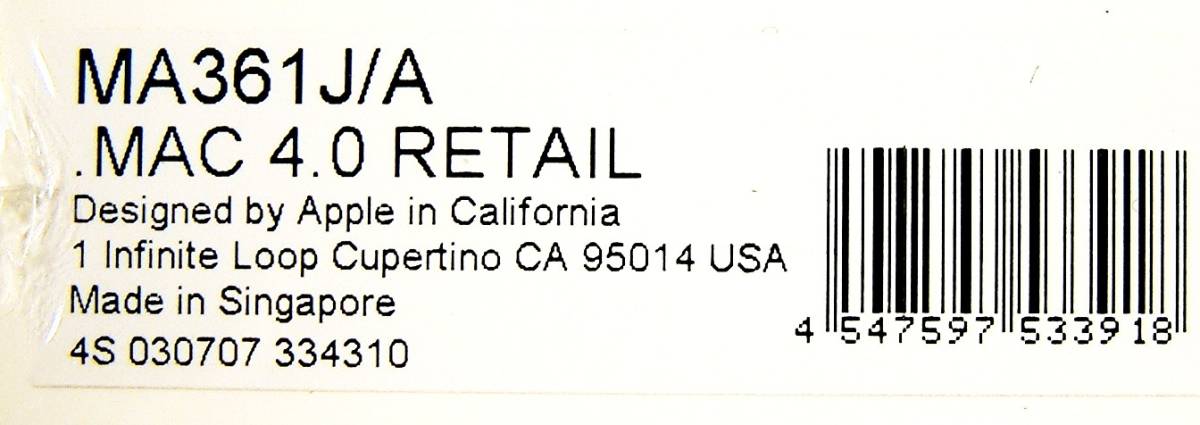 MA361J/A
.MAC 4.0 RETAIL
Designed by Apple in California
1 Infinite Loop Cupertino CA 95014 USA
Made in Singapore
4S 030707 334310
4 547597 533918